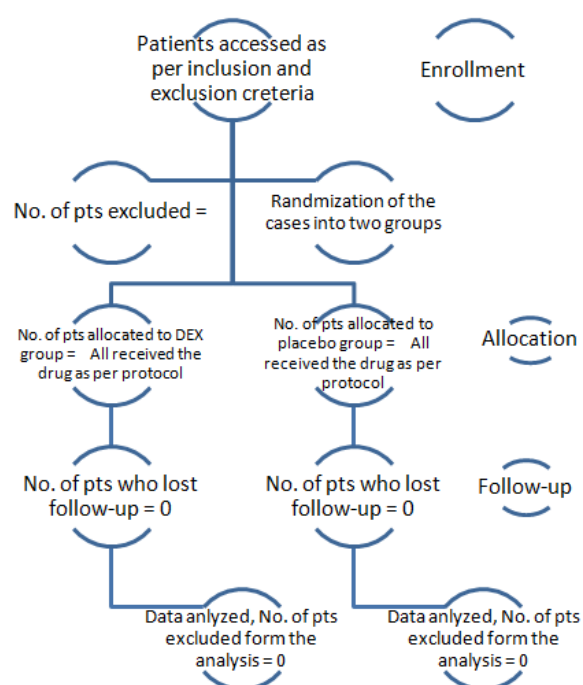 Patients accessed as
per inclusion and
exclusion creteria
Enrollment
No. of pts excluded =
Randmization of the
cases into two groups
No. of pts allocated to DEX
group = All received the
drug as per protocol
No. of pts allocated to
placebo group = All
received the drug as per
protocol
Allocation
No. of pts who lost
follow-up = 0
No. of pts who lost
follow-up = 0
Follow-up
Data anlyzed, No. of pts
excluded form the
analysis = 0
Data anlyzed, No. of pts
excluded form the
analysis = 0